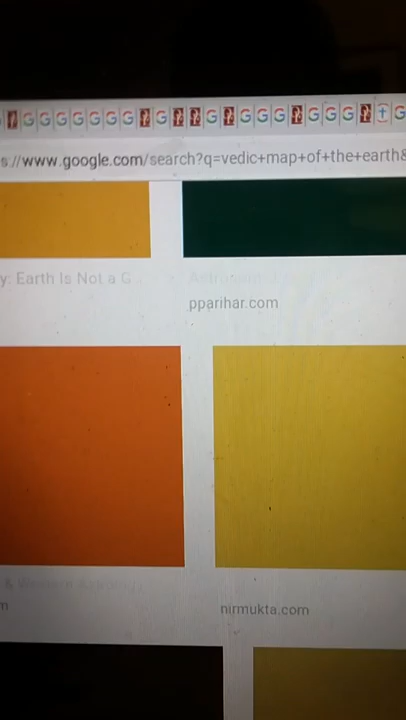 s://www.google.com/search?q=vedic+map+of+the+earth&
y: Earth Is Not a G
pparihar.com
m
nirmukta.com